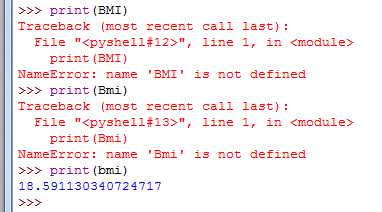 >>> print(BMI)
Traceback (most recent call last):
  File "<pyshell#12>", line 1, in <module>
    print(BMI)
NameError: name 'BMI' is not defined
>>> print(Bmi)
Traceback (most recent call last):
  File "<pyshell#13>", line 1, in <module>
    print(Bmi)
NameError: name 'Bmi' is not defined
>>> print(bmi)
18.591130340724717
>>>